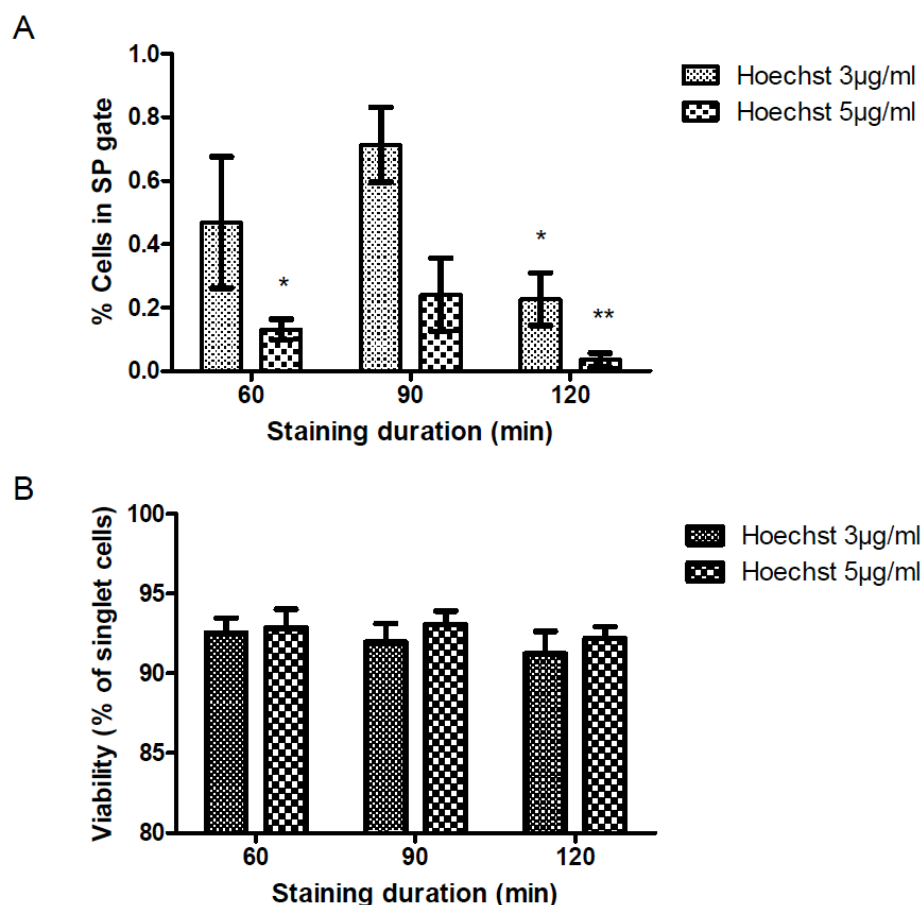 A
% Cells in SP gate
1.0
0.8
0.6
0.4
0.2
0.0
*
*
**
60
90
120
Staining duration (min)
Hoechst 3µg/ml
Hoechst 5µg/ml
B
Viability (% of singlet cells)
100
95
90
85
80
60
90
120
Staining duration (min)
Hoechst 3µg/ml
Hoechst 5µg/ml